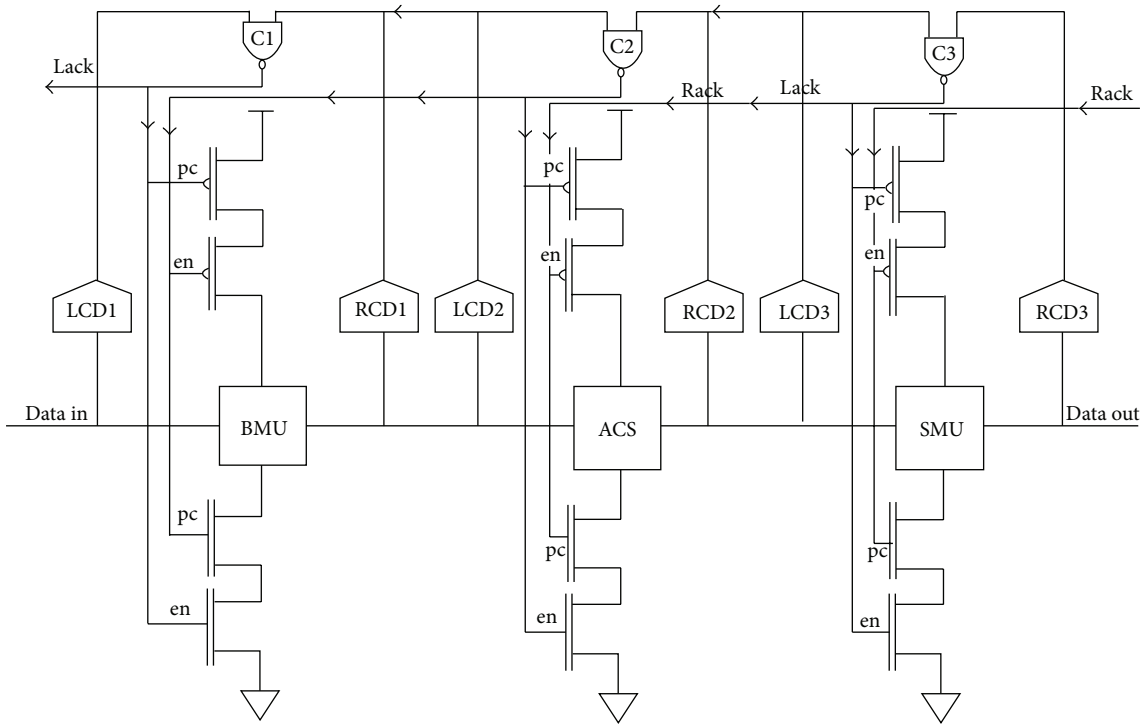 C1
C2
C3
Lack
Rack
Lack
Rack
pc
pc
pc
en
en
en
LCD1
RCD1
LCD2
RCD2
LCD3
RCD3
Data in
BMU
ACS
SMU
Data out
pc
pc
pc
en
en
en